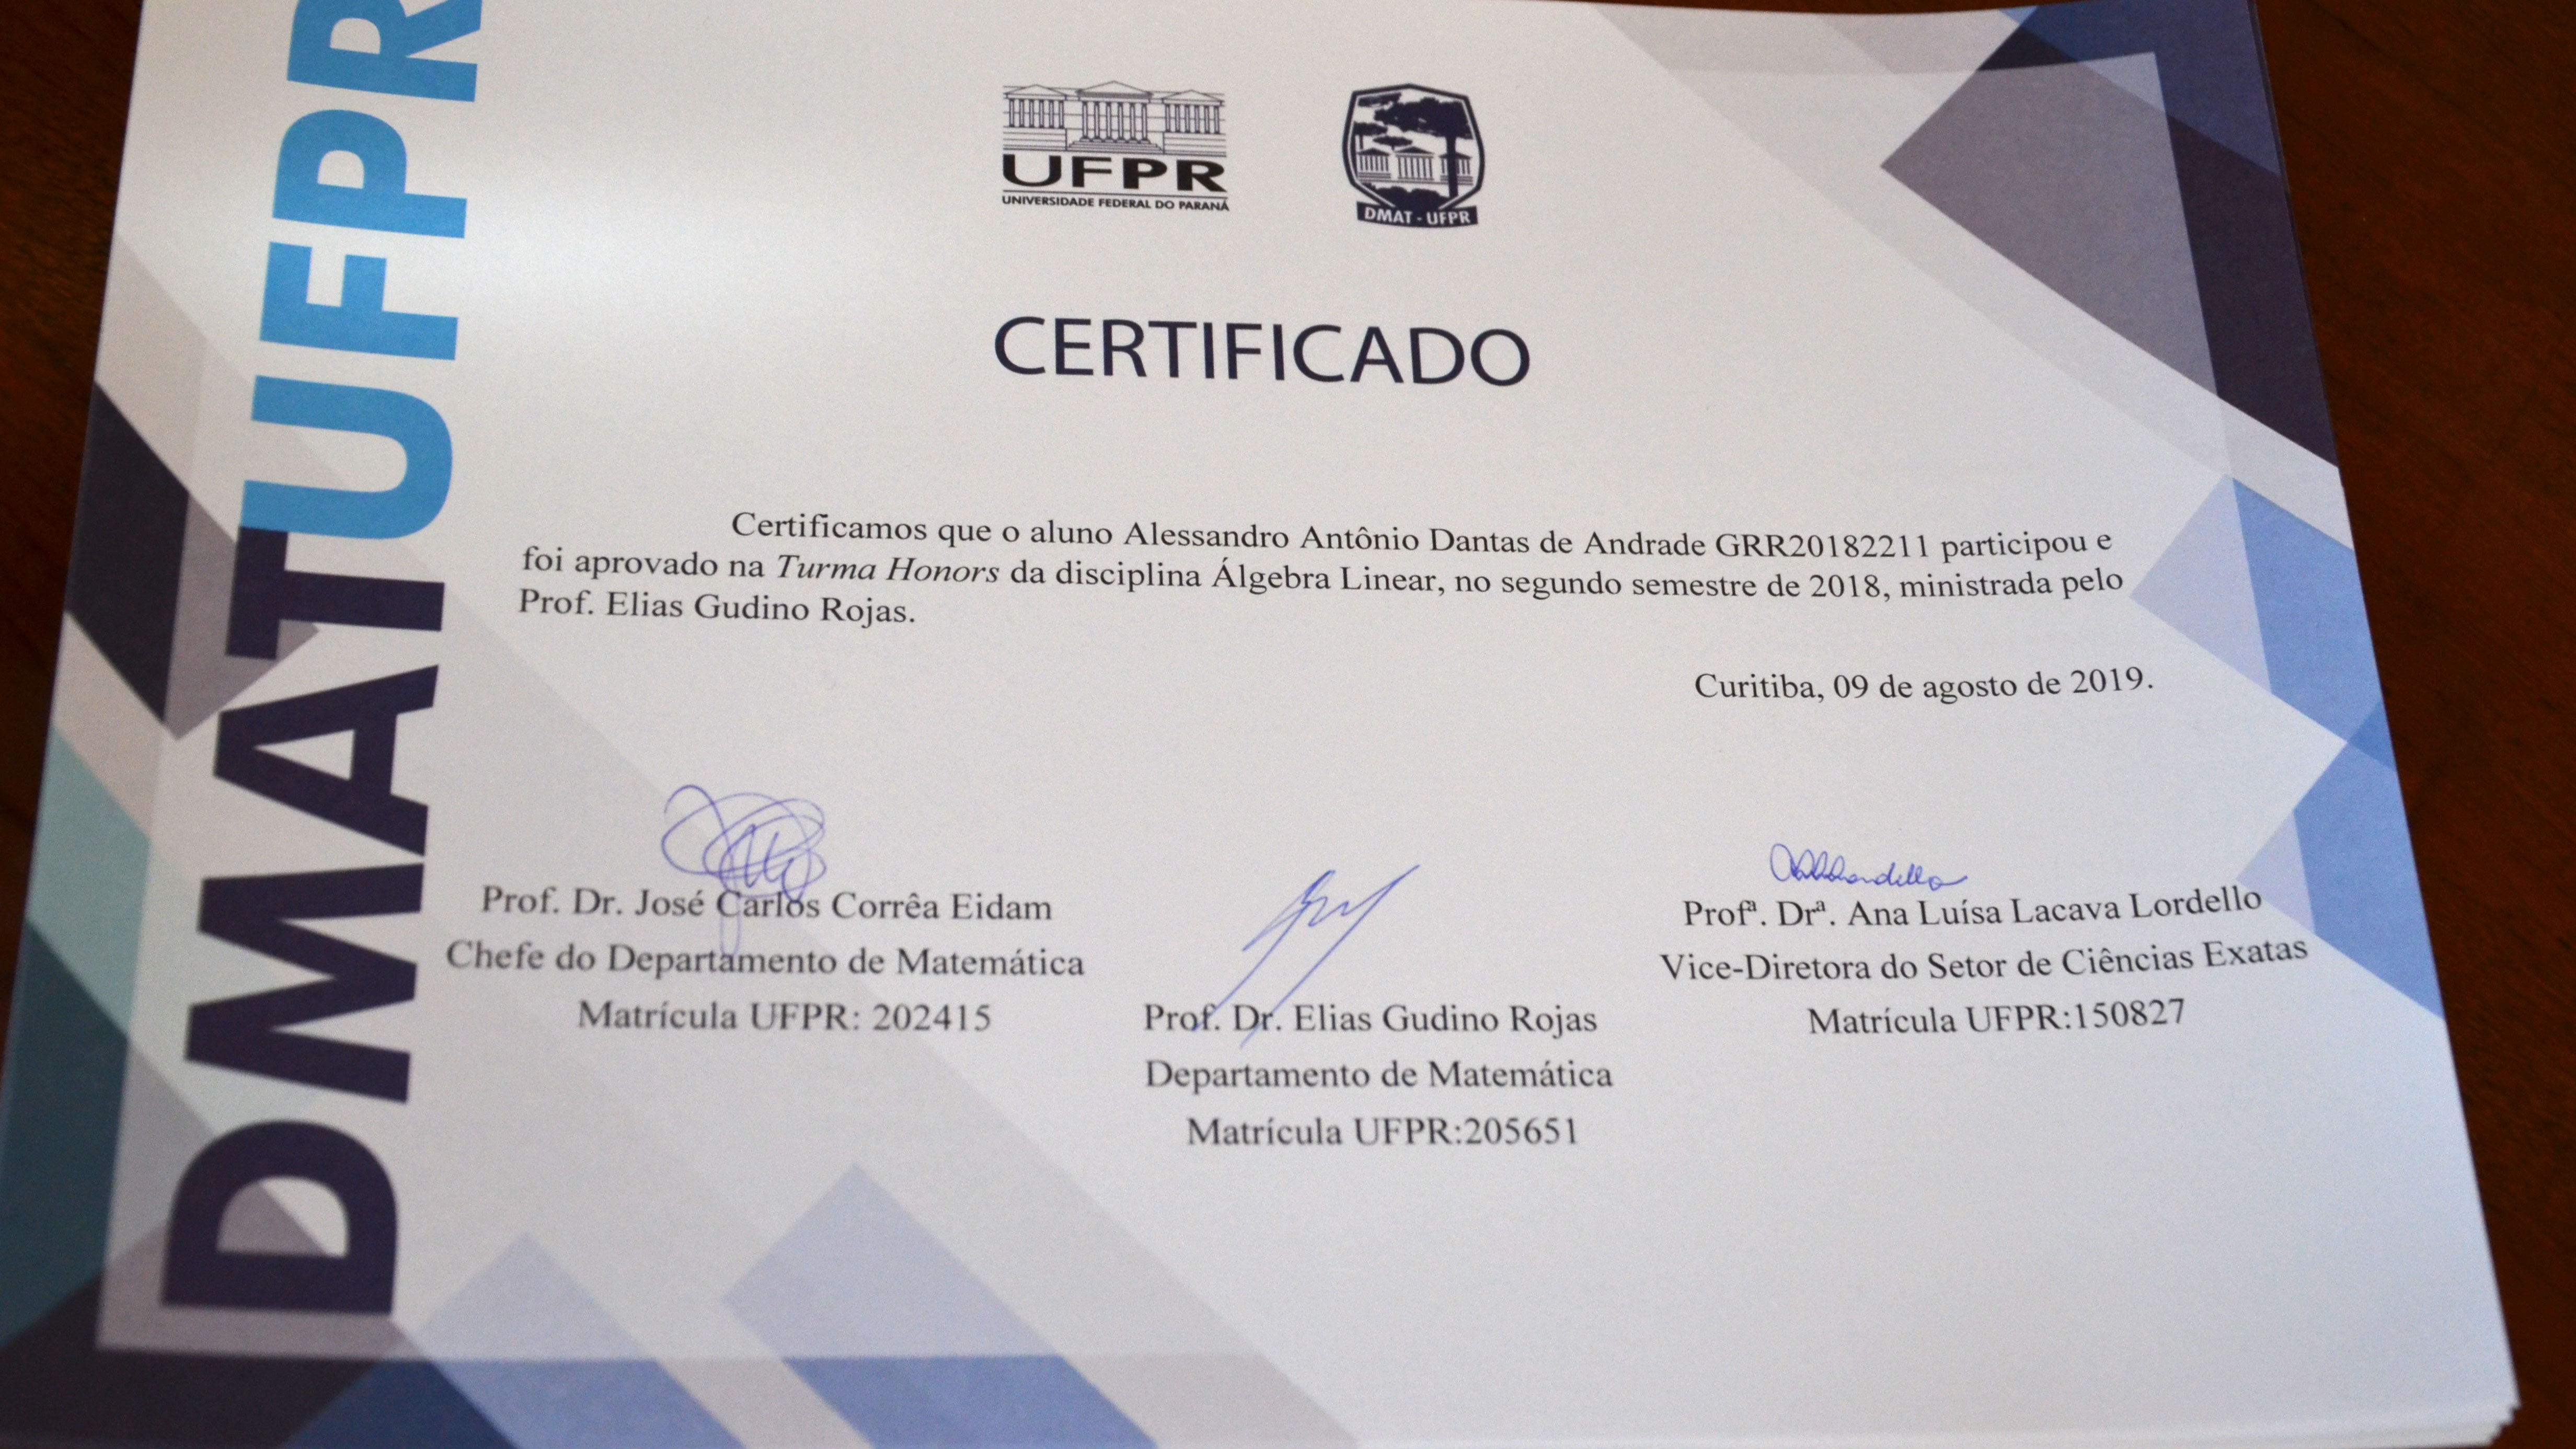 DMATUFPR
UFPR
UNIVERSIDADE FEDERAL DO PARANÁ
DMAT - UFPR
CERTIFICADO
Certificamos que o aluno Alessandro Antônio Dantas de Andrade GRR20182211 participou e
foi aprovado na Turma Honors da disciplina Álgebra Linear, no segundo semestre de 2018, ministrada pelo
Prof. Elias Gudino Rojas.
Curitiba, 09 de agosto de 2019.
Prof. Dr. José Carlos Corrêa Eidam
Chefe do Departamento de Matemática
Matrícula UFPR: 202415
Prof. Dr. Elias Gudino Rojas
Departamento de Matemática
Matrícula UFPR:205651
Profª. Drª. Ana Luísa Lacava Lordello
Vice-Diretora do Setor de Ciências Exatas
Matrícula UFPR:150827